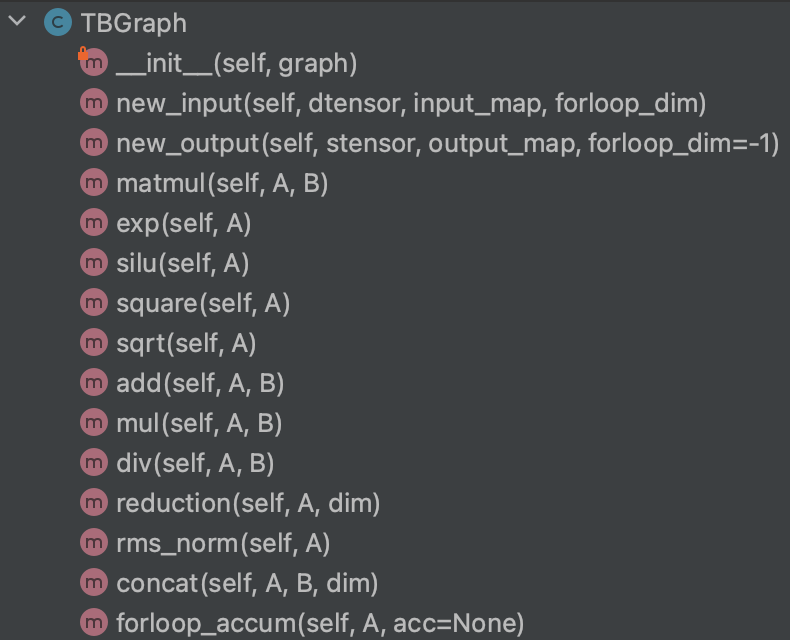 C TBGraph
m __init__(self, graph)
m new_input(self, dtensor, input_map, forloop_dim)
m new_output(self, stensor, output_map, forloop_dim=-1)
m matmul(self, A, B)
m exp(self, A)
m silu(self, A)
m square(self, A)
m sqrt(self, A)
m add(self, A, B)
m mul(self, A, B)
m div(self, A, B)
m reduction(self, A, dim)
m rms_norm(self, A)
m concat(self, A, B, dim)
m forloop_accum(self, A, acc=None)